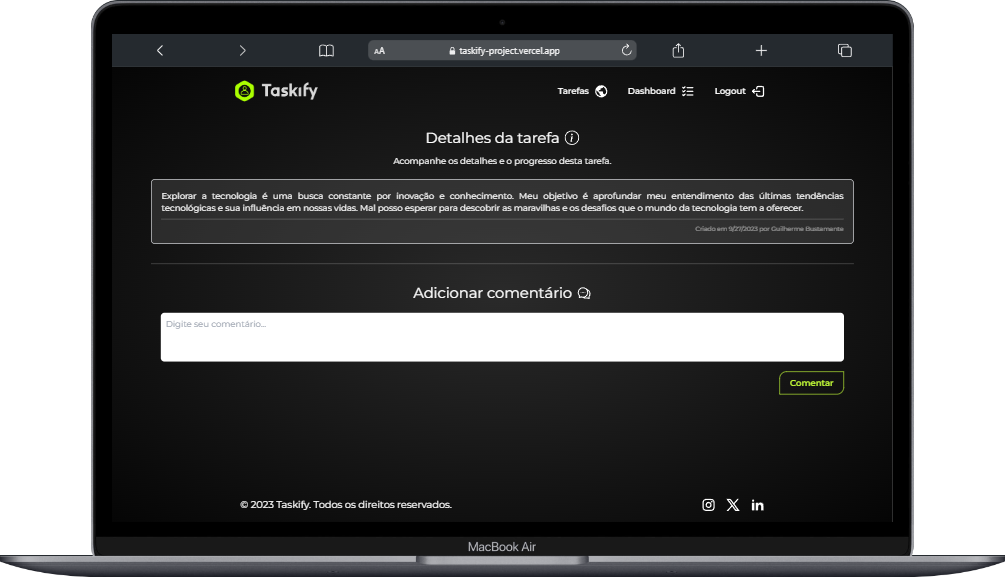 AA taskify-project.vercel.app
Taskify Tarefas Dashboard Logout
Detalhes da tarefa
Acompanhe os detalhes e o progresso desta tarefa.
Explorar a tecnologia é uma busca constante por inovação e conhecimento. Meu objetivo é aprofundar meu entendimento das últimas tendências
tecnológicas e sua influência em nossas vidas. Mal posso esperar para descobrir as maravilhas e os desafios que o mundo da tecnologia tem a oferecer.
Criado em 9/27/2023 por Guilherme Bustamante
Adicionar comentário
Digite seu comentário...
Comentar
© 2023 Taskify. Todos os direitos reservados.
MacBook Air